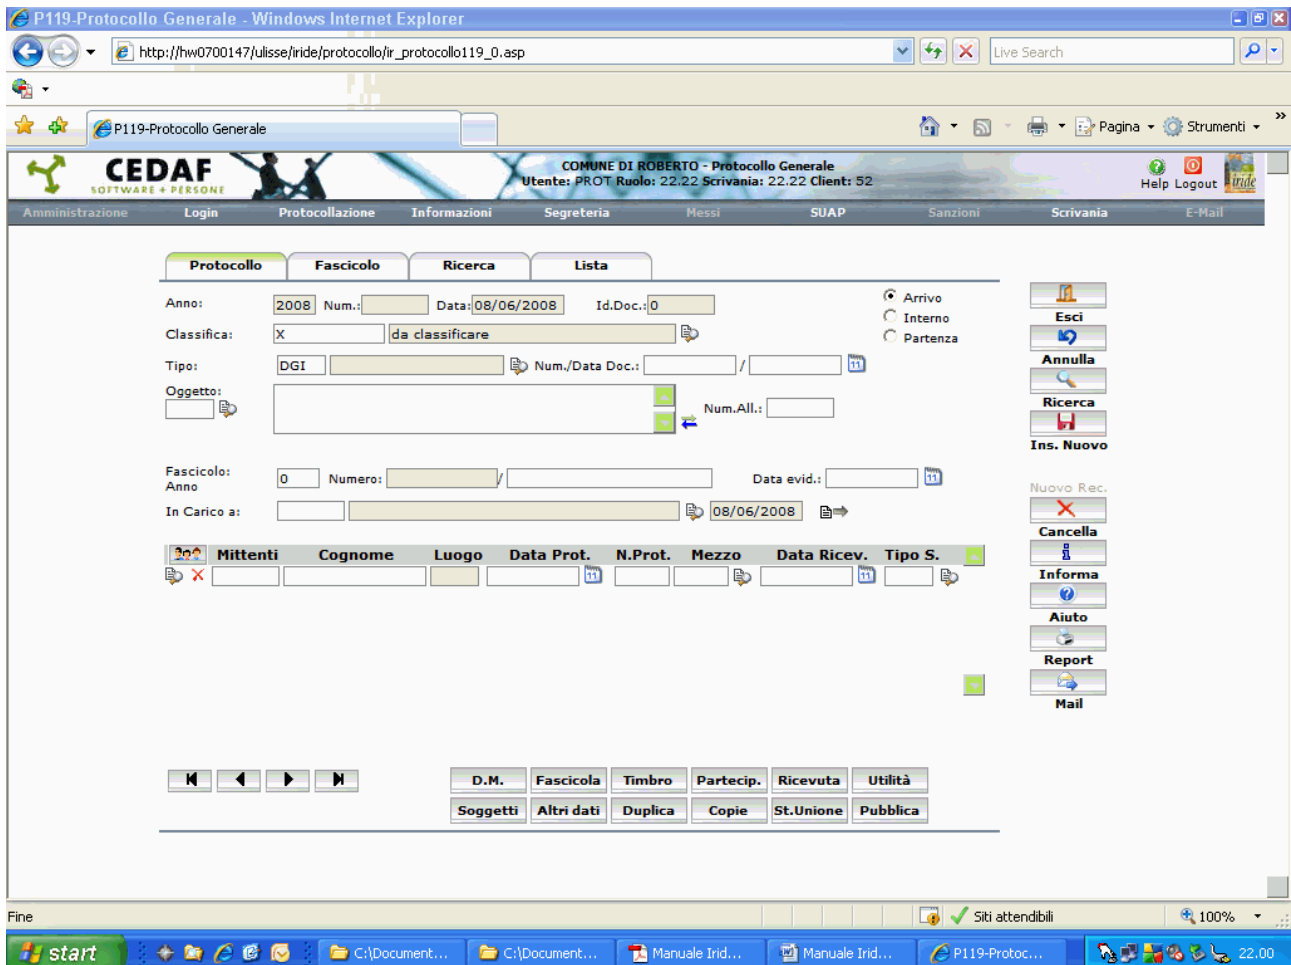 P119-Protocollo Generale - Windows Internet Explorer
http://hw0700147/ulisse/iride/protocollo/ir_protocollo119_0.asp
Live Search
P119-Protocollo Generale
Pagina
Strumenti
»
CEDAF
SOFTWARE + PERSONE
COMUNE DI ROBERTO - Protocollo Generale
Utente: PROT Ruolo: 22.22 Scrivania: 22.22 Client: 52
Help Logout iride
Amministrazione Login Protocollazione Informazioni Segreteria Messi SUAP Sanzioni Scrivania E-Mail
Protocollo Fascicolo Ricerca Lista
Anno: 2008 Num.: Data: 08/06/2008 Id.Doc.: 0
Arrivo
Interno
Partenza
Classifica: X da classificare
Tipo: DGI Num./Data Doc.: / 11
Oggetto:
Num.All.:
Fascicolo:
Anno 0 Numero: / Data evid.: 11
In Carico a: 08/06/2008
Mittenti Cognome Luogo Data Prot. N.Prot. Mezzo Data Ricev. Tipo S.
11 11
Esci
Annulla
Ricerca
Ins. Nuovo
Nuovo Rec.
Cancella
Informa
Aiuto
Report
Mail
D.M. Fascicola Timbro Partecip. Ricevuta Utilità
Soggetti Altri dati Duplica Copie St.Unione Pubblica
Fine Siti attendibili 100%
start C:\Document... C:\Document... Manuale Irid... Manuale Irid... P119-Protoc... 22.00